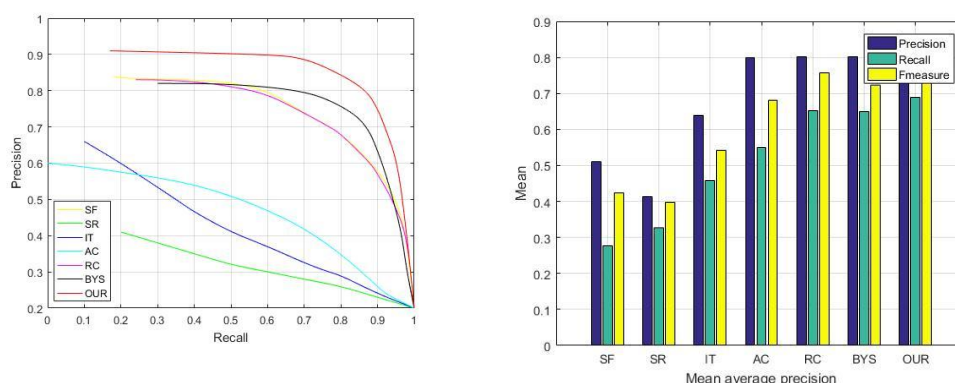 1
0.9
0.8
0.7
0.6
0.5
0.4
0.3
0.2
Precision
SF
SR
IT
AC
RC
BYS
OUR
0 0.1 0.2 0.3 0.4 0.5 0.6 0.7 0.8 0.9 1
Recall
0.9
0.8
0.7
0.6
0.5
0.4
0.3
0.2
0.1
0
Mean
Precision
Recall
Fmeasure
SF SR IT AC RC BYS OUR
Mean average precision